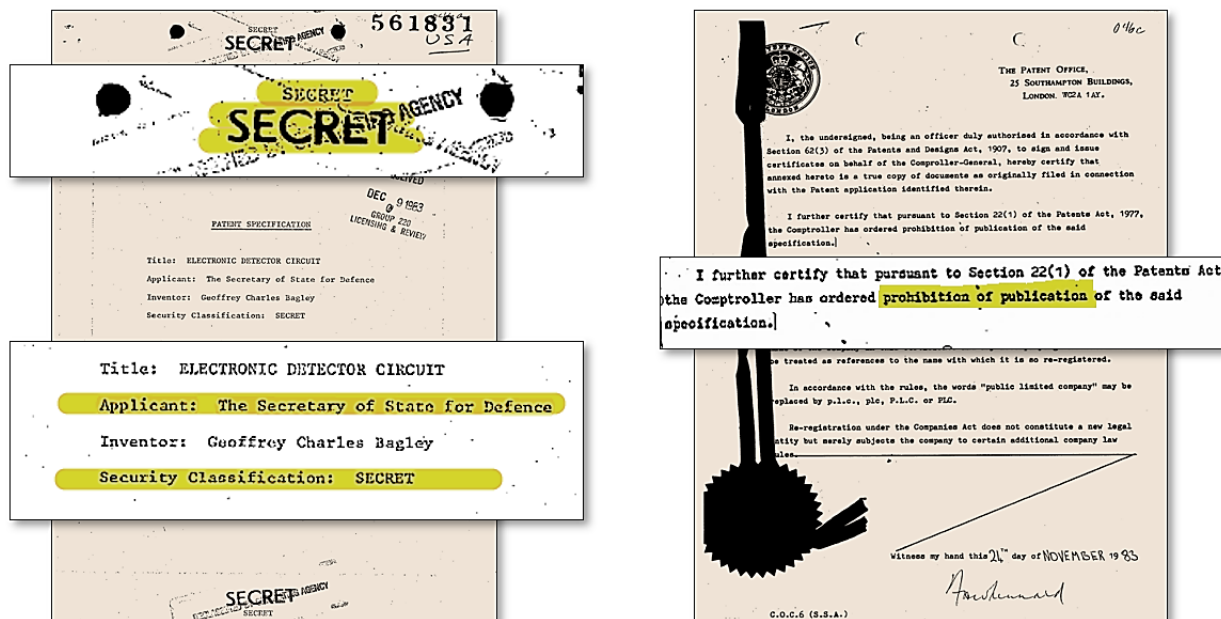 561831
USA
SECRET
SECRET
AGENCY
SECRET
SECRET
AGENCY
RECEIVED
DEC 9 1983
GROUP 220
LICENSING & REVIEW
PATENT SPECIFICATION
Title: ELECTRONIC DETECTOR CIRCUIT
Applicant: The Secretary of State for Defence
Inventor: Geoffrey Charles Bagley
Security Classification: SECRET
Title: ELECTRONIC DETECTOR CIRCUIT
Applicant: The Secretary of State for Defence
Inventor: Geoffrey Charles Bagley
Security Classification: SECRET
SECRET
AGENCY
SECRET
THE PATENT OFFICE,
25 SOUTHAMPTON BUILDINGS,
LONDON. WC2A 1AY.
LONDON
I, the undersigned, being an officer duly authorised in accordance with
Section 62(3) of the Patents and Designs Act, 1907, to sign and issue
certificates on behalf of the Comptroller-General, hereby certify that
annexed hereto is a true copy of documents as originally filed in connection
with the Patent application identified therein.
I further certify that pursuant to Section 22(1) of the Patents Act, 1977,
the Comptroller has ordered prohibition of publication of the said
specification.
I further certify that pursuant to Section 22(1) of the Patents Act
the Comptroller has ordered prohibition of publication of the said
specification.
be treated as references to the name with which it is so re-registered.
In accordance with the rules, the words "public limited company" may be
replaced by p.l.c., plc, P.L.C. or PLC.
Re-registration under the Companies Act does not constitute a new legal
entity but merely subjects the company to certain additional company law
rules.
Witness my hand this 24th day of NOVEMBER 1983
C.O.C.6 (S.S.A.)